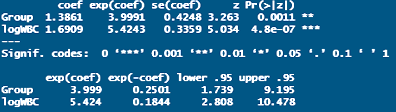 coef exp(coef) se(coef) z Pr(>|z|)
Group 1.3861 3.9991 0.4248 3.263 0.0011 **
logWBC 1.6909 5.4243 0.3359 5.034 4.8e-07 ***
---
Signif. codes: 0 ‘***’ 0.001 ‘**’ 0.01 ‘*’ 0.05 ‘.’ 0.1 ‘ ’ 1
exp(coef) exp(-coef) lower .95 upper .95
Group 3.999 0.2501 1.739 9.195
logWBC 5.424 0.1844 2.808 10.478